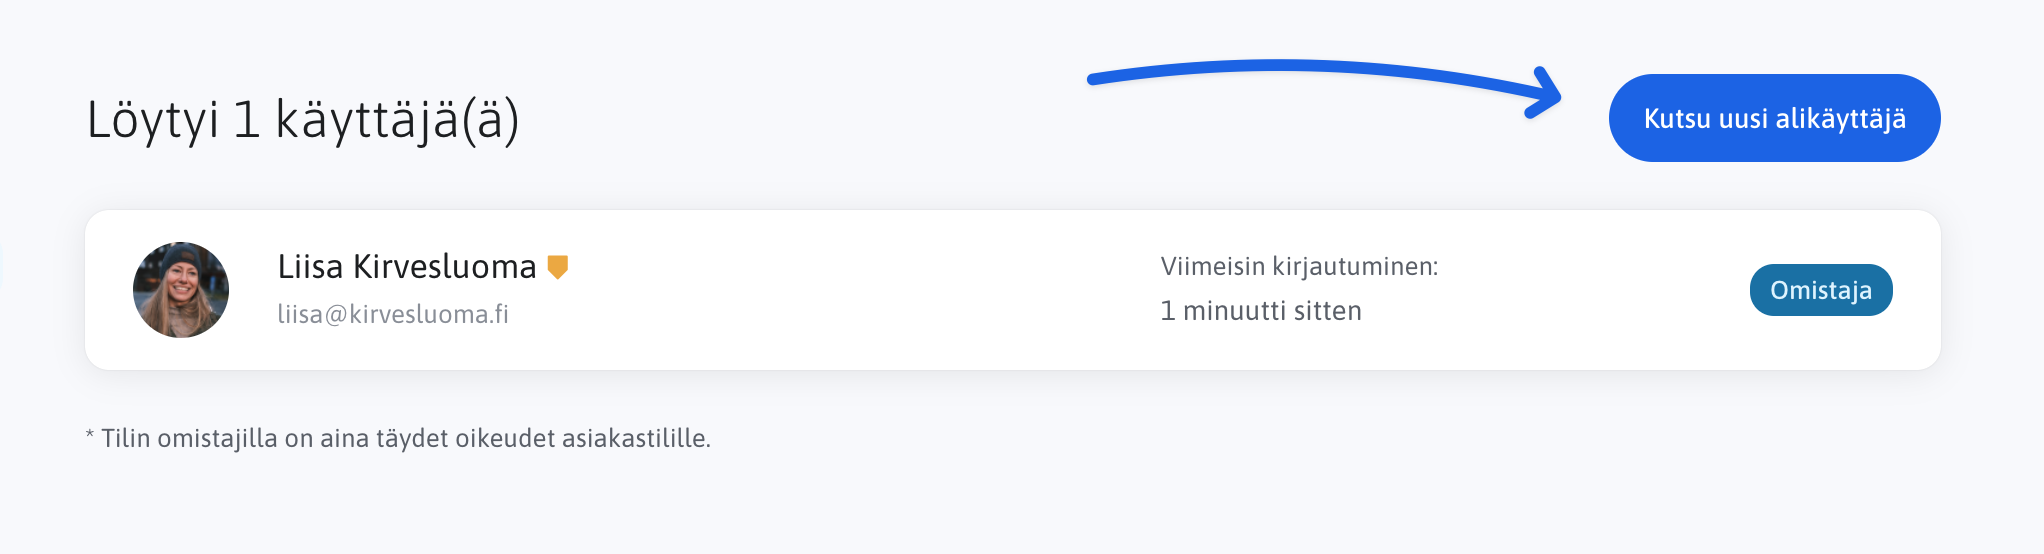 Löytyi 1 käyttäjä(ä)
Kutsu uusi alikäyttäjä
Liisa Kirvesluoma
liisa@kirvesluoma.fi
Viimeisin kirjautuminen:
1 minuutti sitten
Omistaja
* Tilin omistajilla on aina täydet oikeudet asiakastilille.